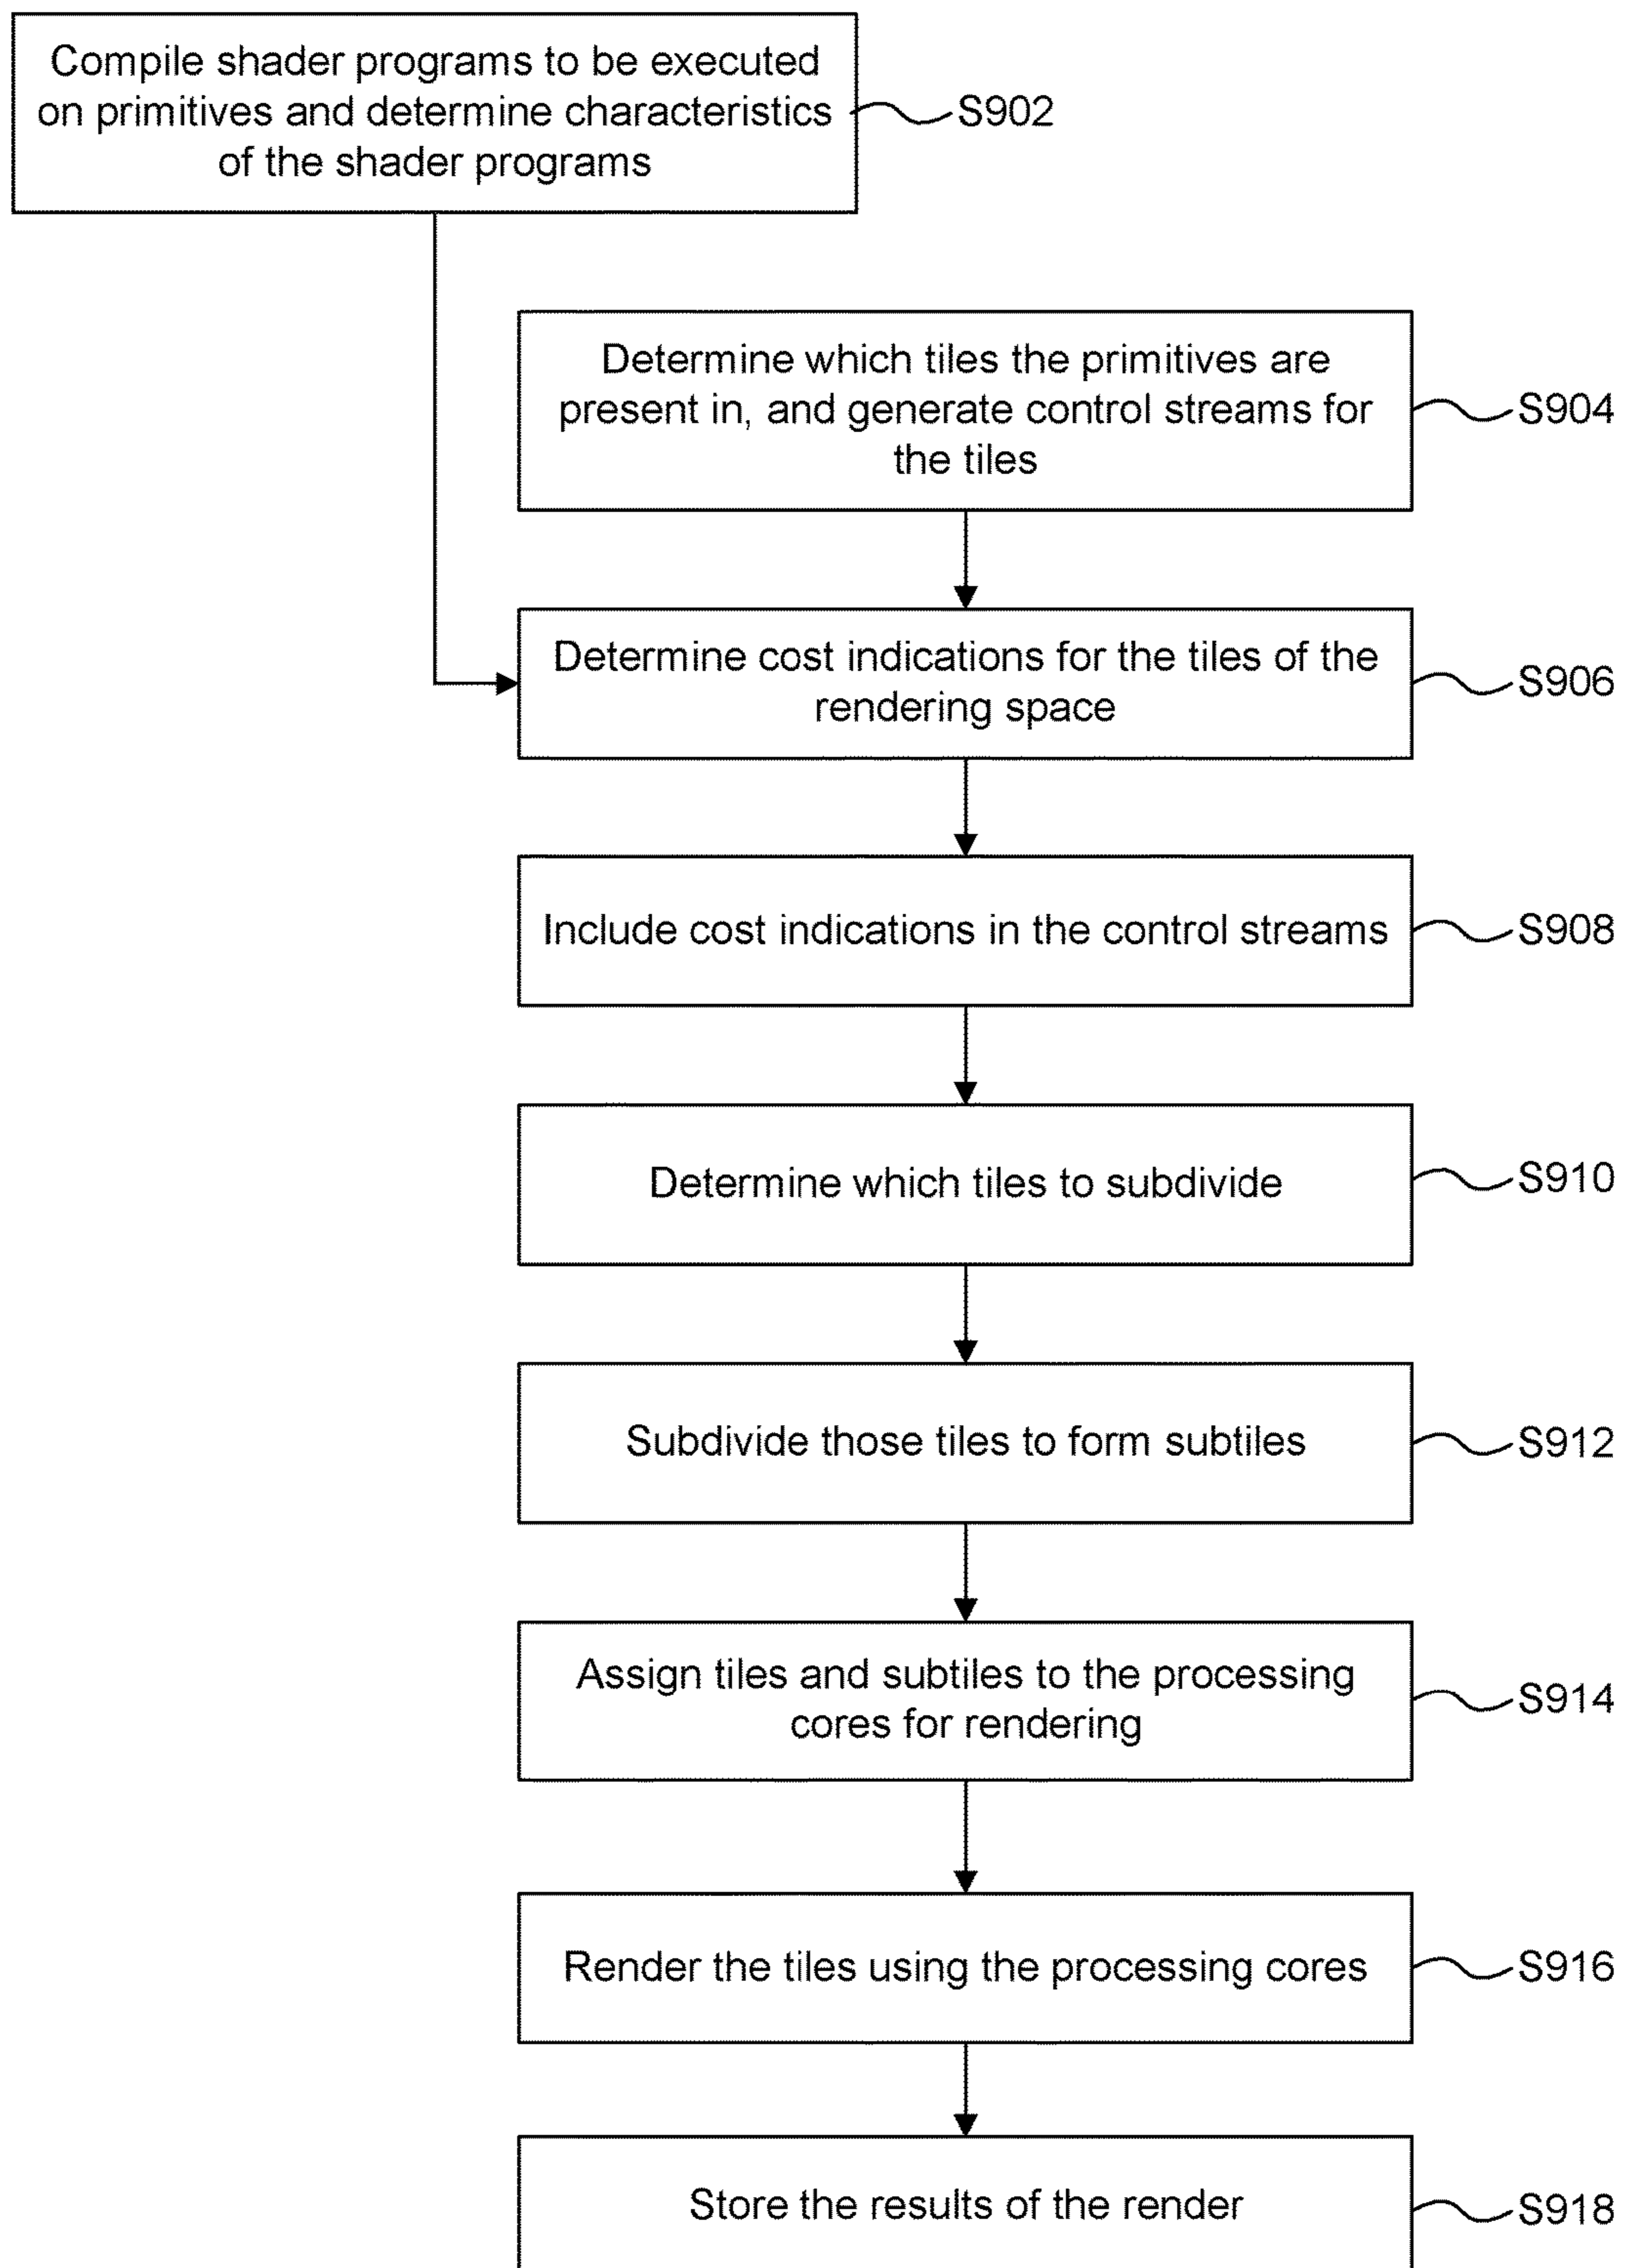 Compile shader programs to be executed
on primitives and determine characteristics
of the shader programs
S902
Determine which tiles the primitives are
present in, and generate control streams for
the tiles
S904
Determine cost indications for the tiles of the
rendering space
S906
Include cost indications in the control streams
S908
Determine which tiles to subdivide
S910
Subdivide those tiles to form subtiles
S912
Assign tiles and subtiles to the processing
cores for rendering
S914
Render the tiles using the processing cores
S916
Store the results of the render
S918